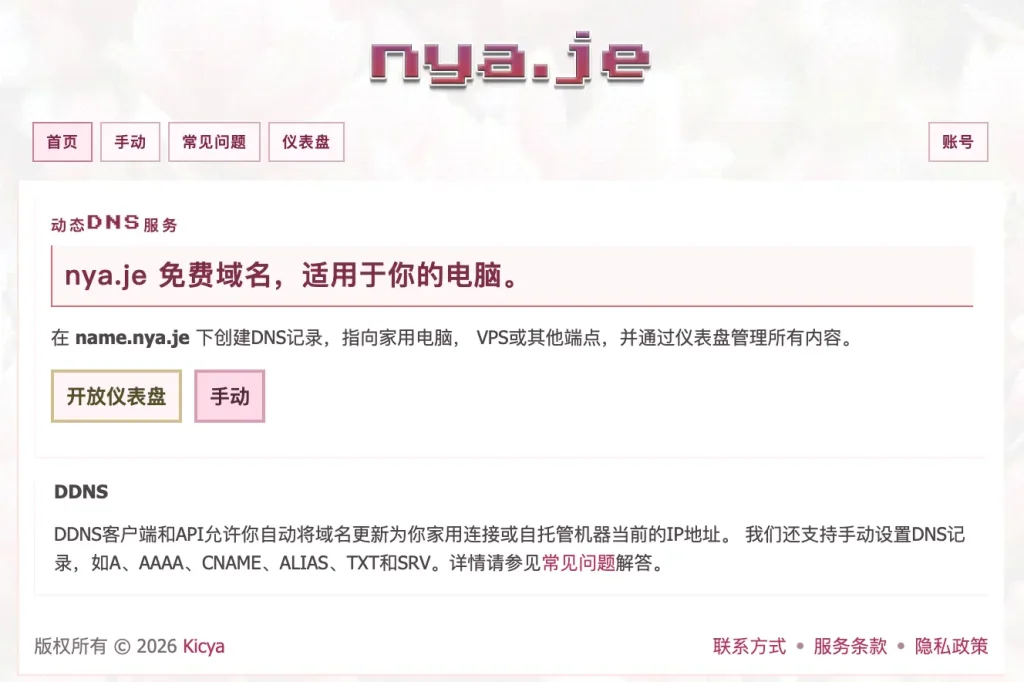 nya.je
首页 手动 常见问题 仪表盘 账号
动态DNS服务
nya.je 免费域名，适用于你的电脑。
在 name.nya.je 下创建DNS记录，指向家用电脑， VPS或其他端点，并通过仪表盘管理所有内容。
开放仪表盘 手动
DDNS
DDNS客户端和API允许你自动将域名更新为你家用连接或自托管机器当前的IP地址。 我们还支持手动设置DNS记
录，如A、AAAA、CNAME、ALIAS、TXT和SRV。详情请参见常见问题解答。
版权所有 © 2026 Kicya 联系方式 • 服务条款 • 隐私政策